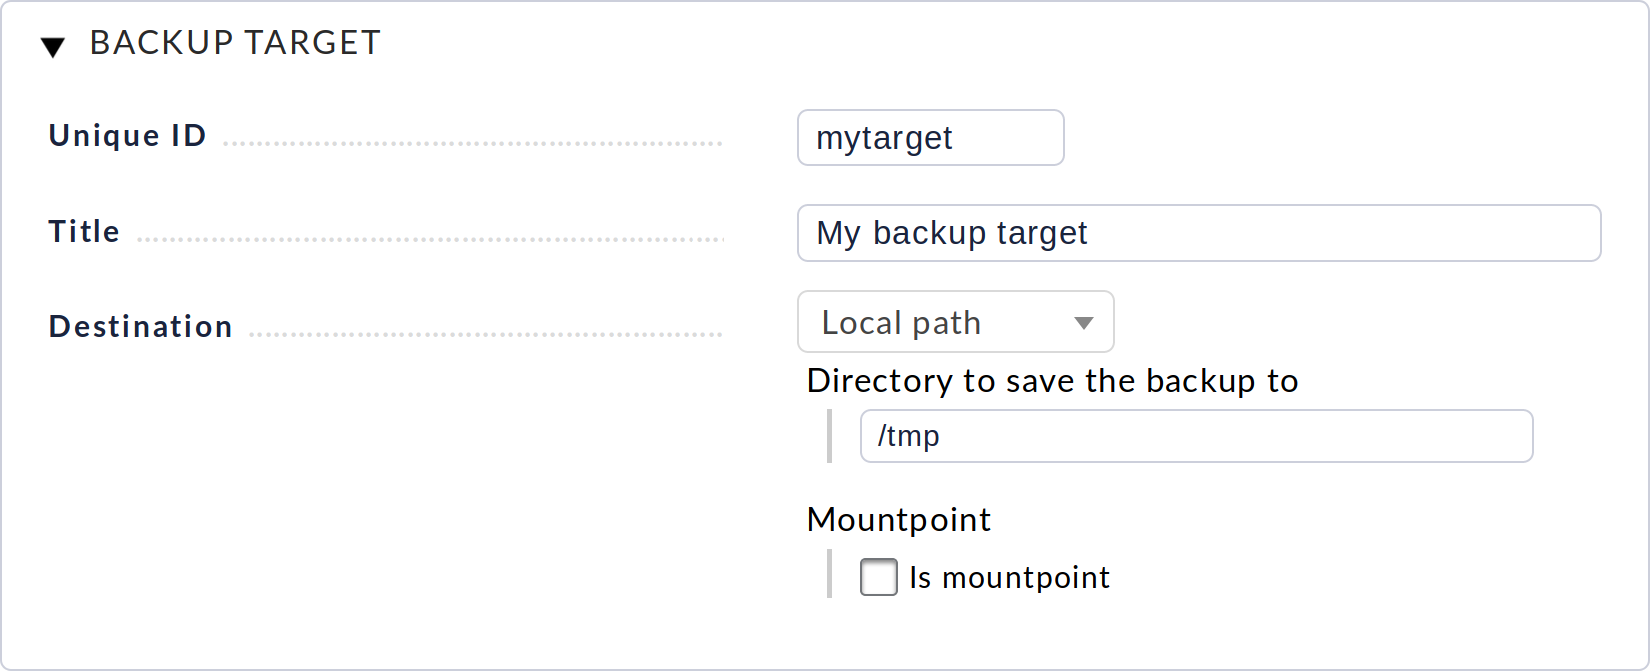 BACKUP TARGET
Unique ID mytarget
Title My backup target
Destination Local path
Directory to save the backup to
/tmp
Mountpoint
Is mountpoint